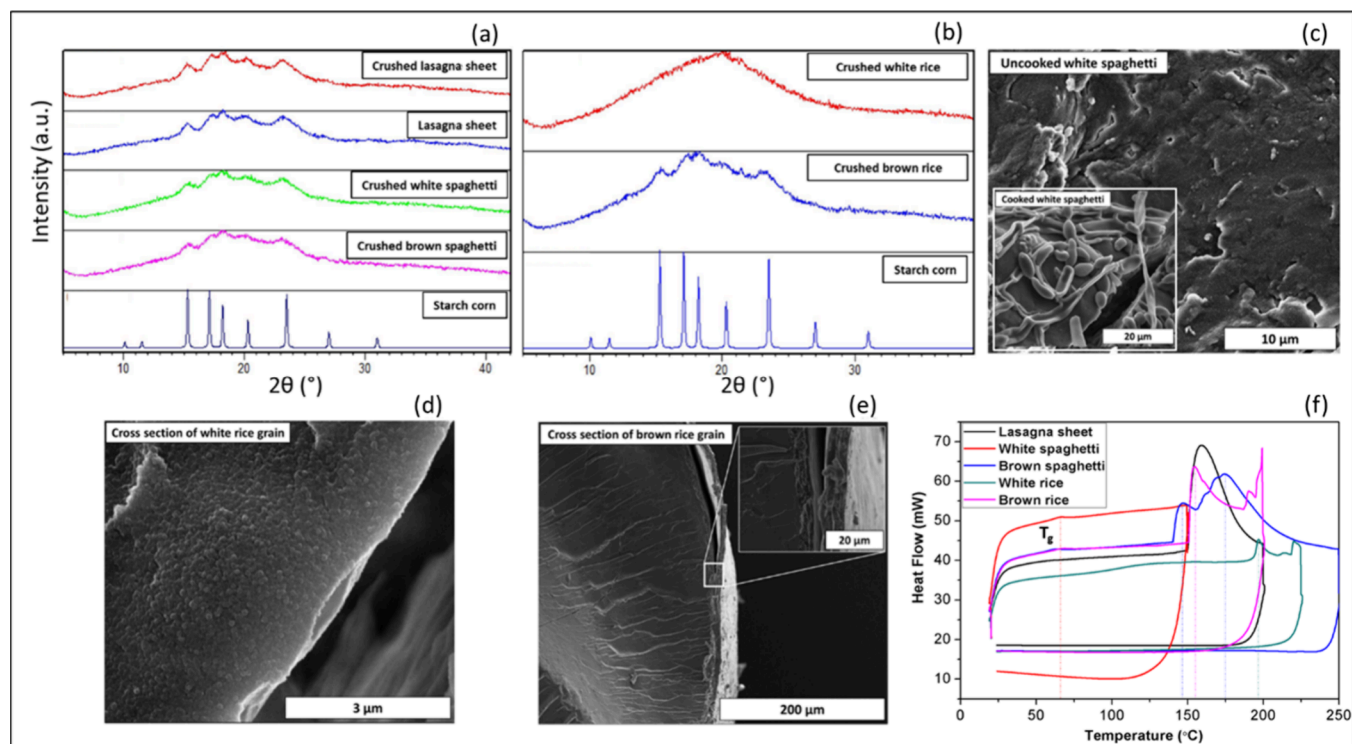 (a)
Crushed lasagna sheet
Lasagna sheet
Crushed white spaghetti
Crushed brown spaghetti
Starch corn
Intensity (a.u.)
10
20
30
40
2θ (°)
(b)
Crushed white rice
Crushed brown rice
Starch corn
10
20
30
2θ (°)
(c)
Uncooked white spaghetti
Cooked white spaghetti
20 µm
10 µm
(d)
Cross section of white rice grain
3 µm
(e)
Cross section of brown rice grain
20 µm
200 µm
(f)
Lasagna sheet
White spaghetti
Brown spaghetti
White rice
Brown rice
Tg
Heat Flow (mW)
70
60
50
40
30
20
10
0
50
100
150
200
250
Temperature (°C)